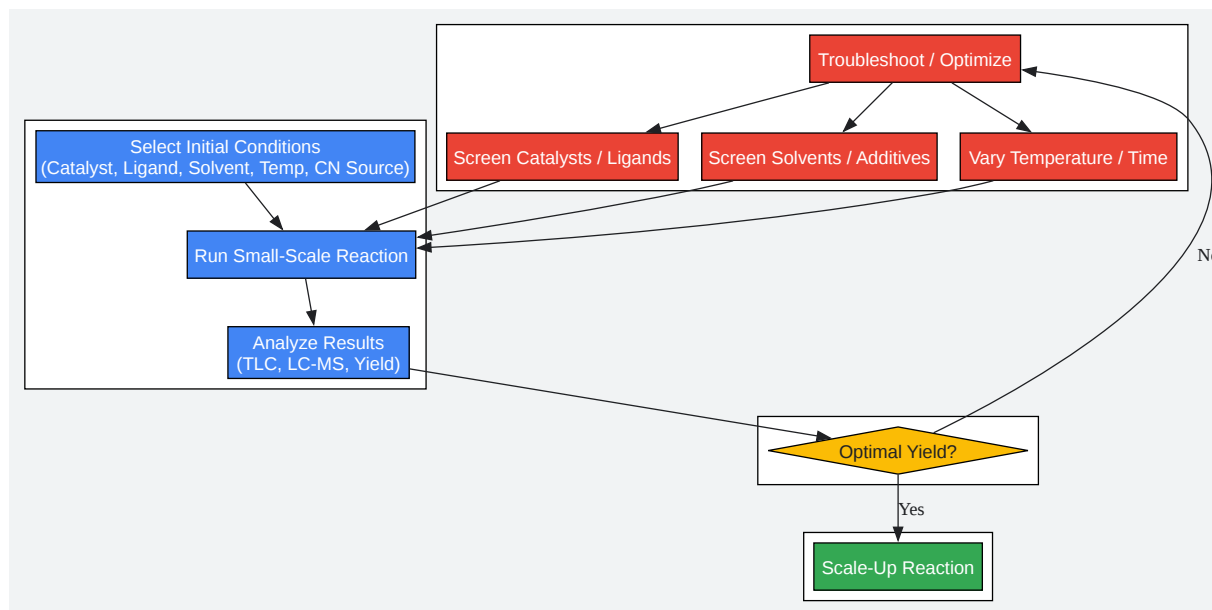 Troubleshoot / Optimize
Select Initial Conditions
(Catalyst, Ligand, Solvent, Temp, CN Source)
Screen Catalysts / Ligands
Screen Solvents / Additives
Vary Temperature / Time
Run Small-Scale Reaction
Analyze Results
(TLC, LC-MS, Yield)
Optimal Yield?
Yes
Scale-Up Reaction